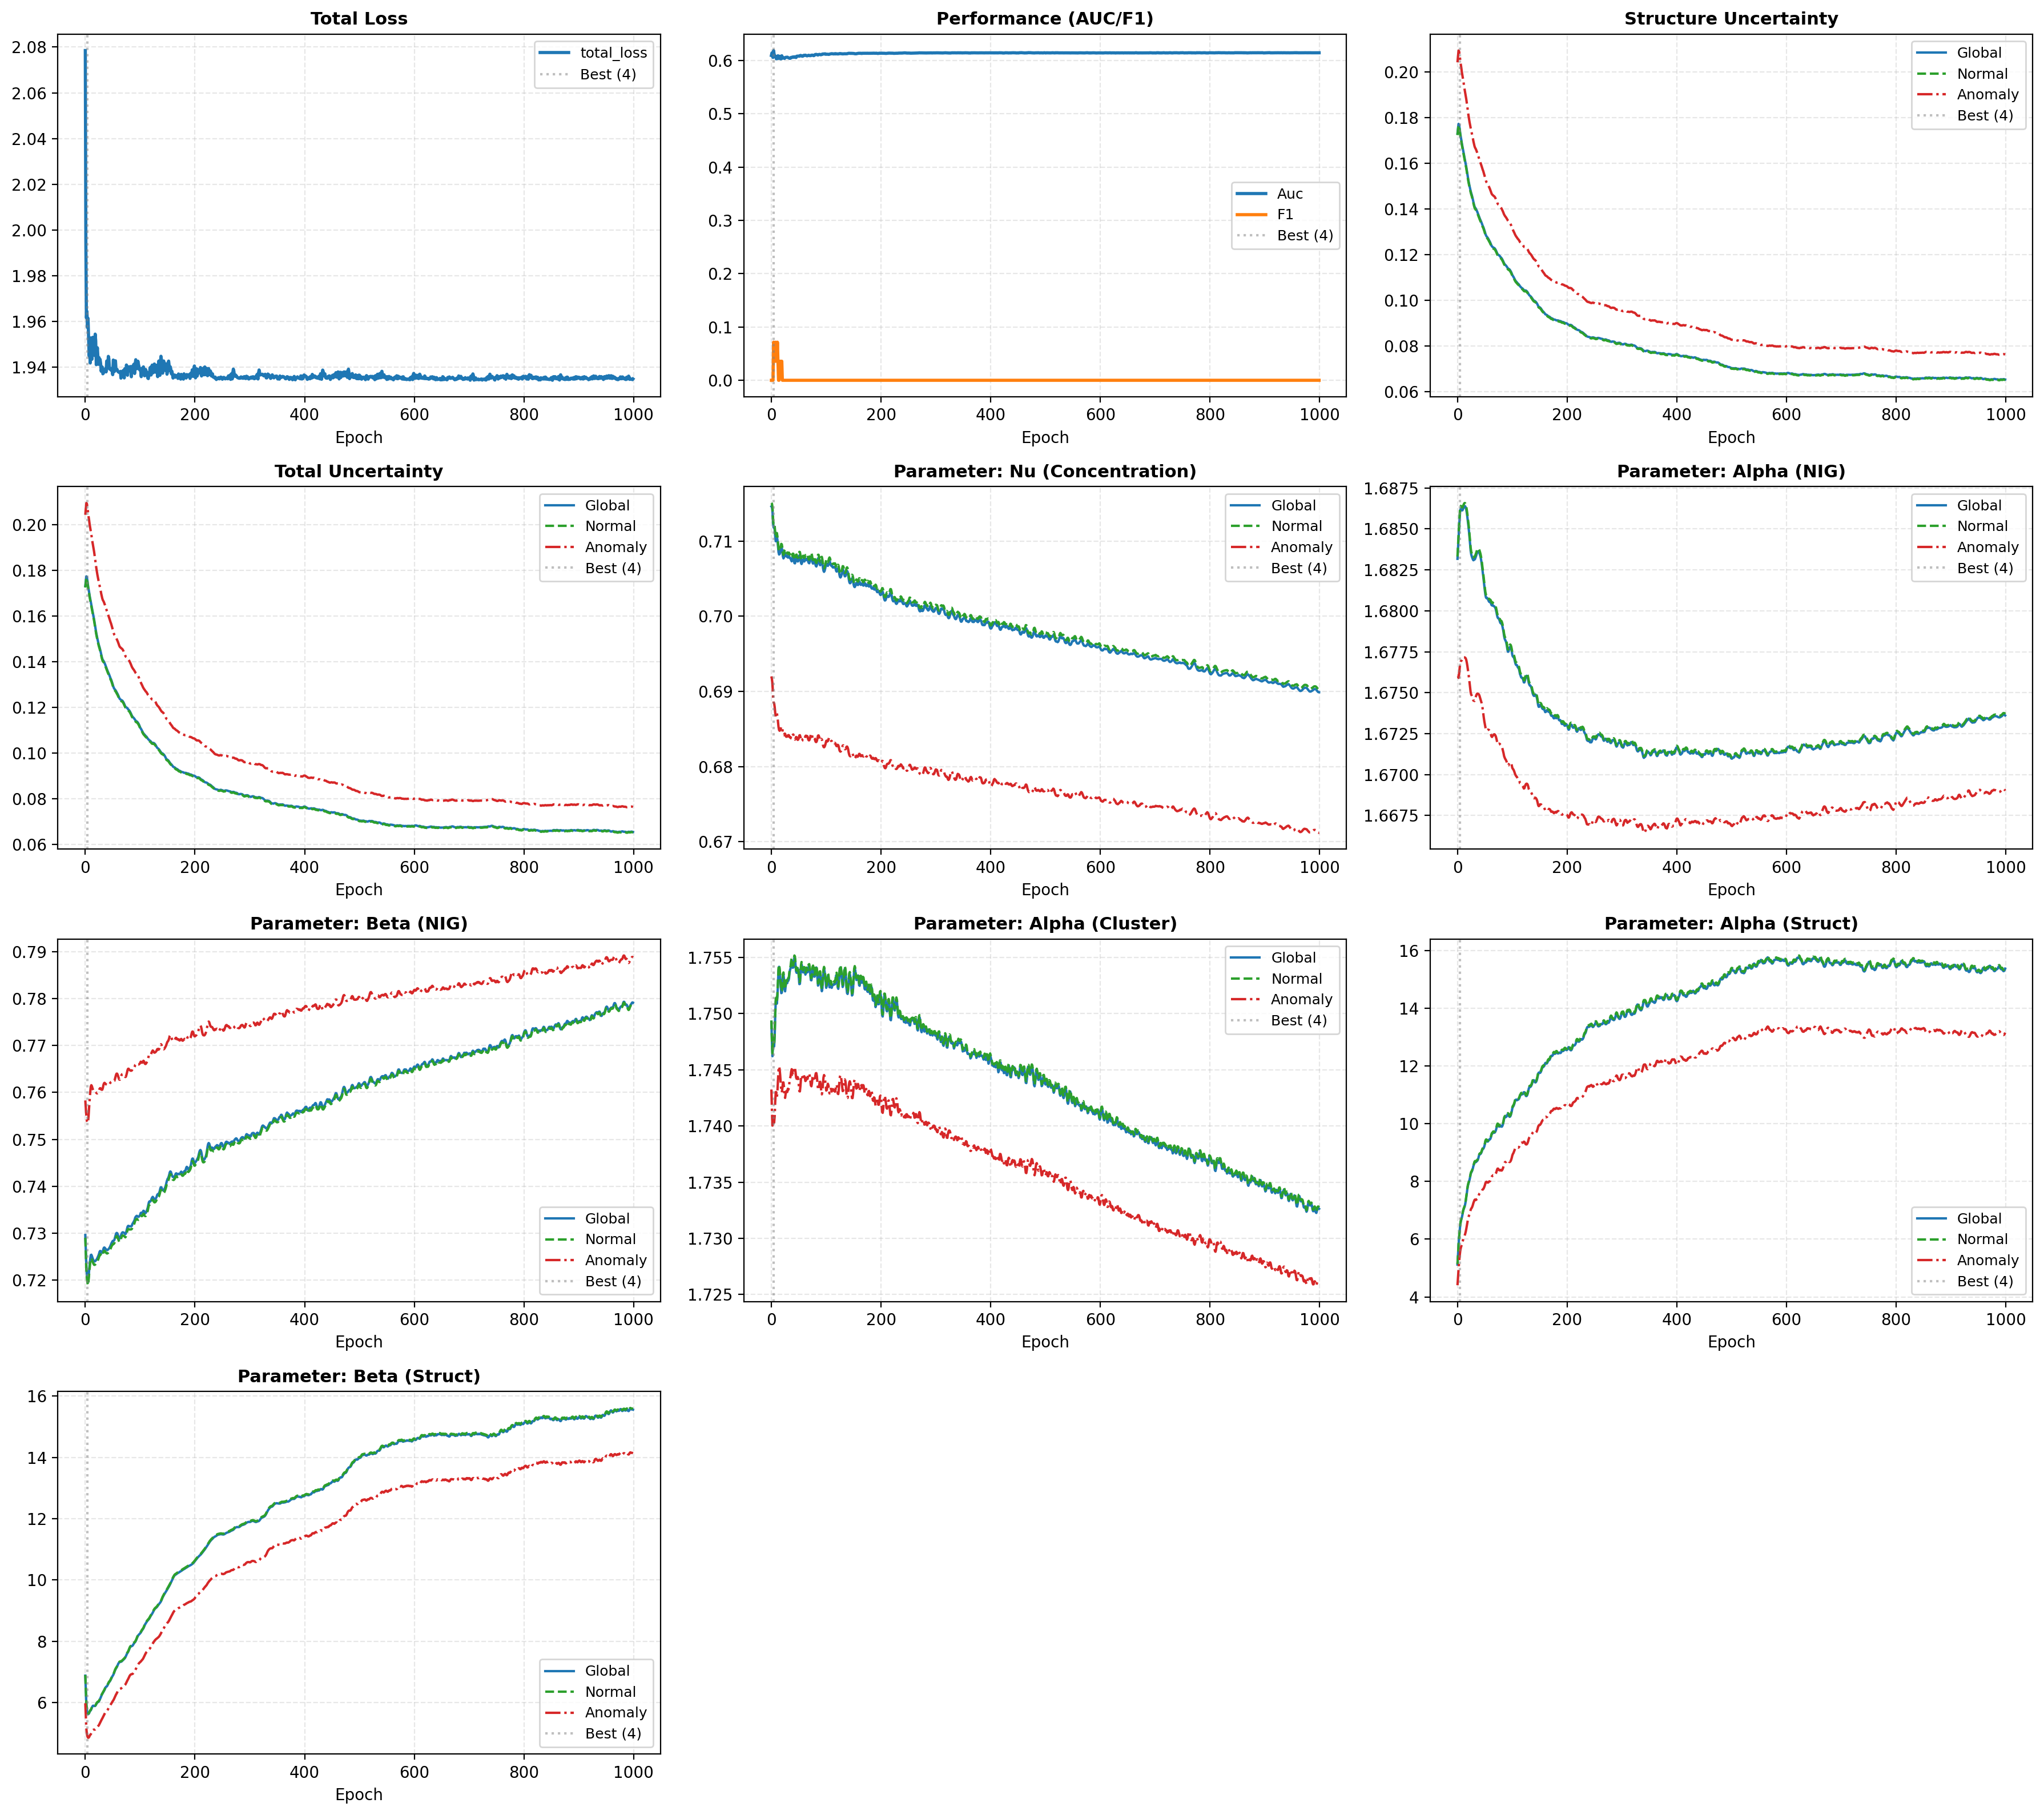 Total Loss
2.08
2.06
2.04
2.02
2.00
1.98
1.96
1.94
0 200 400 600 800 1000
Epoch
total_loss
Best (4)
Performance (AUC/F1)
0.6
0.5
0.4
0.3
0.2
0.1
0.0
0 200 400 600 800 1000
Epoch
Auc
F1
Best (4)
Structure Uncertainty
0.20
0.18
0.16
0.14
0.12
0.10
0.08
0.06
0 200 400 600 800 1000
Epoch
Global
Normal
Anomaly
Best (4)
Total Uncertainty
0.20
0.18
0.16
0.14
0.12
0.10
0.08
0.06
0 200 400 600 800 1000
Epoch
Global
Normal
Anomaly
Best (4)
Parameter: Nu (Concentration)
0.71
0.70
0.69
0.68
0.67
0 200 400 600 800 1000
Epoch
Global
Normal
Anomaly
Best (4)
Parameter: Alpha (NIG)
1.6875
1.6850
1.6825
1.6800
1.6775
1.6750
1.6725
1.6700
1.6675
0 200 400 600 800 1000
Epoch
Global
Normal
Anomaly
Best (4)
Parameter: Beta (NIG)
0.79
0.78
0.77
0.76
0.75
0.74
0.73
0.72
0 200 400 600 800 1000
Epoch
Global
Normal
Anomaly
Best (4)
Parameter: Alpha (Cluster)
1.755
1.750
1.745
1.740
1.735
1.730
1.725
0 200 400 600 800 1000
Epoch
Global
Normal
Anomaly
Best (4)
Parameter: Alpha (Struct)
16
14
12
10
8
6
4
0 200 400 600 800 1000
Epoch
Global
Normal
Anomaly
Best (4)
Parameter: Beta (Struct)
16
14
12
10
8
6
0 200 400 600 800 1000
Epoch
Global
Normal
Anomaly
Best (4)